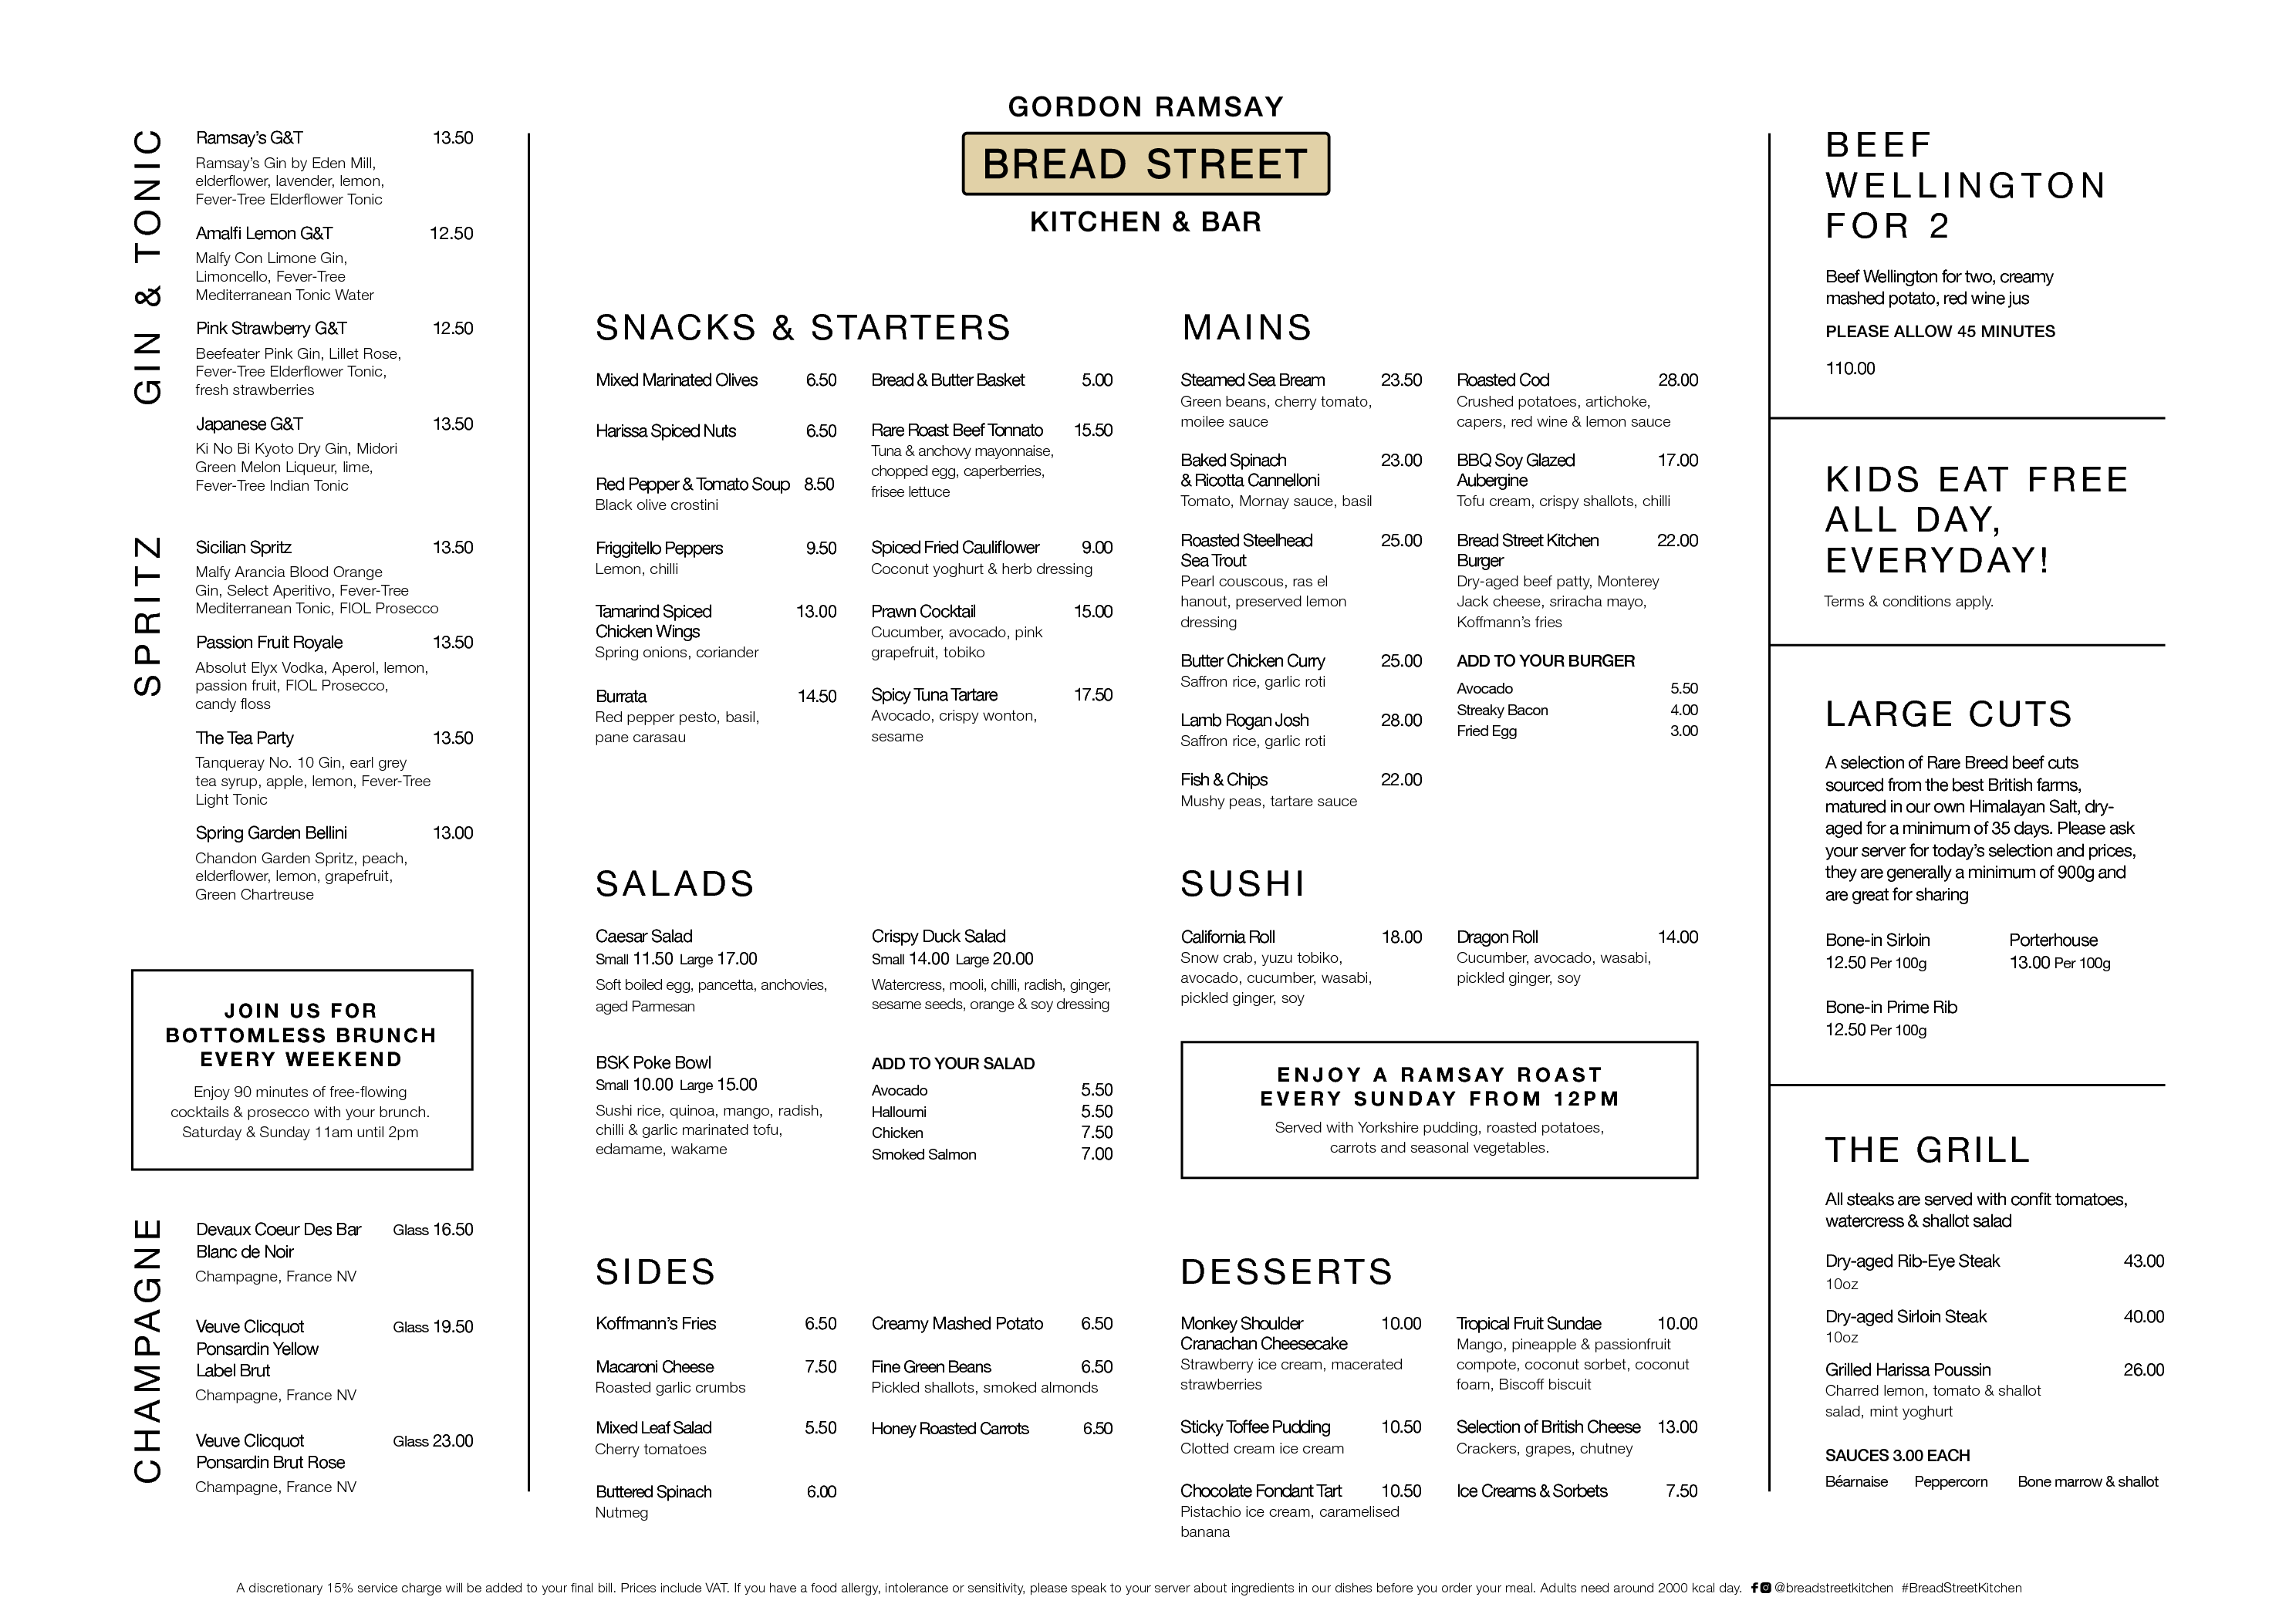 GIN & TONIC
Ramsay's G&T 13.50
Ramsay's Gin by Eden Mill,
elderflower, lavender, lemon,
Fever-Tree Elderflower Tonic
Amalfi Lemon G&T 12.50
Malfy Con Limone Gin,
Limoncello, Fever-Tree
Mediterranean Tonic Water
Pink Strawberry G&T 12.50
Beefeater Pink Gin, Lillet Rose,
Fever-Tree Elderflower Tonic,
fresh strawberries
Japanese G&T 13.50
Ki No Bi Kyoto Dry Gin, Midori
Green Melon Liqueur, lime,
Fever-Tree Indian Tonic
SPRITZ
Sicilian Spritz 13.50
Malfy Arancia Blood Orange
Gin, Select Aperitivo, Fever-Tree
Mediterranean Tonic, FIOL Prosecco
Passion Fruit Royale 13.50
Absolut Elyx Vodka, Aperol, lemon,
passion fruit, FIOL Prosecco,
candy floss
The Tea Party 13.50
Tanqueray No. 10 Gin, earl grey
tea syrup, apple, lemon, Fever-Tree
Light Tonic
Spring Garden Bellini 13.00
Chandon Garden Spritz, peach,
elderflower, lemon, grapefruit,
Green Chartreuse
JOIN US FOR
BOTTOMLESS BRUNCH
EVERY WEEKEND
Enjoy 90 minutes of free-flowing
cocktails & prosecco with your brunch.
Saturday & Sunday 11am until 2pm
CHAMPAGNE
Devaux Coeur Des Bar Glass 16.50
Blanc de Noir
Champagne, France NV
Veuve Clicquot Glass 19.50
Ponsardin Yellow
Label Brut
Champagne, France NV
Veuve Clicquot Glass 23.00
Ponsardin Brut Rose
Champagne, France NV
GORDON RAMSAY
BREAD STREET
KITCHEN & BAR
SNACKS & STARTERS
Mixed Marinated Olives 6.50
Harissa Spiced Nuts 6.50
Red Pepper & Tomato Soup 8.50
Black olive crostini
Friggitello Peppers 9.50
Lemon, chilli
Tamarind Spiced 13.00
Chicken Wings
Spring onions, coriander
Burrata 14.50
Red pepper pesto, basil,
pane carasau
Bread & Butter Basket 5.00
Rare Roast Beef Tonnato 15.50
Tuna & anchovy mayonnaise,
chopped egg, caperberries,
frisee lettuce
Spiced Fried Cauliflower 9.00
Coconut yoghurt & herb dressing
Prawn Cocktail 15.00
Cucumber, avocado, pink
grapefruit, tobiko
Spicy Tuna Tartare 17.50
Avocado, crispy wonton,
sesame
MAINS
Steamed Sea Bream 23.50
Green beans, cherry tomato,
moilee sauce
Baked Spinach 23.00
& Ricotta Cannelloni
Tomato, Mornay sauce, basil
Roasted Steelhead 25.00
Sea Trout
Pearl couscous, ras el
hanout, preserved lemon
dressing
Butter Chicken Curry 25.00
Saffron rice, garlic roti
Lamb Rogan Josh 28.00
Saffron rice, garlic roti
Fish & Chips 22.00
Mushy peas, tartare sauce
Roasted Cod 28.00
Crushed potatoes, artichoke,
capers, red wine & lemon sauce
BBQ Soy Glazed 17.00
Aubergine
Tofu cream, crispy shallots, chilli
Bread Street Kitchen 22.00
Burger
Dry-aged beef patty, Monterey
Jack cheese, sriracha mayo,
Koffmann's fries
ADD TO YOUR BURGER
Avocado 5.50
Streaky Bacon 4.00
Fried Egg 3.00
SALADS
Caesar Salad
Small 11.50 Large 17.00
Soft boiled egg, pancetta, anchovies,
aged Parmesan
BSK Poke Bowl
Small 10.00 Large 15.00
Sushi rice, quinoa, mango, radish,
chilli & garlic marinated tofu,
edamame, wakame
Crispy Duck Salad
Small 14.00 Large 20.00
Watercress, mooli, chilli, radish, ginger,
sesame seeds, orange & soy dressing
ADD TO YOUR SALAD
Avocado 5.50
Halloumi 5.50
Chicken 7.50
Smoked Salmon 7.00
SUSHI
California Roll 18.00
Snow crab, yuzu tobiko,
avocado, cucumber, wasabi,
pickled ginger, soy
Dragon Roll 14.00
Cucumber, avocado, wasabi,
pickled ginger, soy
ENJOY A RAMSAY ROAST
EVERY SUNDAY FROM 12PM
Served with Yorkshire pudding, roasted potatoes,
carrots and seasonal vegetables.
SIDES
Koffmann's Fries 6.50
Macaroni Cheese 7.50
Roasted garlic crumbs
Mixed Leaf Salad 5.50
Cherry tomatoes
Buttered Spinach 6.00
Nutmeg
Creamy Mashed Potato 6.50
Fine Green Beans 6.50
Pickled shallots, smoked almonds
Honey Roasted Carrots 6.50
DESSERTS
Monkey Shoulder 10.00
Cranachan Cheesecake
Strawberry ice cream, macerated
strawberries
Sticky Toffee Pudding 10.50
Clotted cream ice cream
Chocolate Fondant Tart 10.50
Pistachio ice cream, caramelised
banana
Tropical Fruit Sundae 10.00
Mango, pineapple & passionfruit
compote, coconut sorbet, coconut
foam, Biscoff biscuit
Selection of British Cheese 13.00
Crackers, grapes, chutney
Ice Creams & Sorbets 7.50
BEEF
WELLINGTON
FOR 2
Beef Wellington for two, creamy
mashed potato, red wine jus
PLEASE ALLOW 45 MINUTES
110.00
KIDS EAT FREE
ALL DAY,
EVERYDAY!
Terms & conditions apply.
LARGE CUTS
A selection of Rare Breed beef cuts
sourced from the best British farms,
matured in our own Himalayan Salt, dry-
aged for a minimum of 35 days. Please ask
your server for today's selection and prices,
they are generally a minimum of 900g and
are great for sharing
Bone-in Sirloin
12.50 Per 100g
Porterhouse
13.00 Per 100g
Bone-in Prime Rib
12.50 Per 100g
THE GRILL
All steaks are served with confit tomatoes,
watercress & shallot salad
Dry-aged Rib-Eye Steak 43.00
10oz
Dry-aged Sirloin Steak 40.00
10oz
Grilled Harissa Poussin 26.00
Charred lemon, tomato & shallot
salad, mint yoghurt
SAUCES 3.00 EACH
Béarnaise Peppercorn Bone marrow & shallot
A discretionary 15% service charge will be added to your final bill. Prices include VAT. If you have a food allergy, intolerance or sensitivity, please speak to your server about ingredients in our dishes before you order your meal. Adults need around 2000 kcal day. @breadstreetkitchen #BreadStreetKitchen